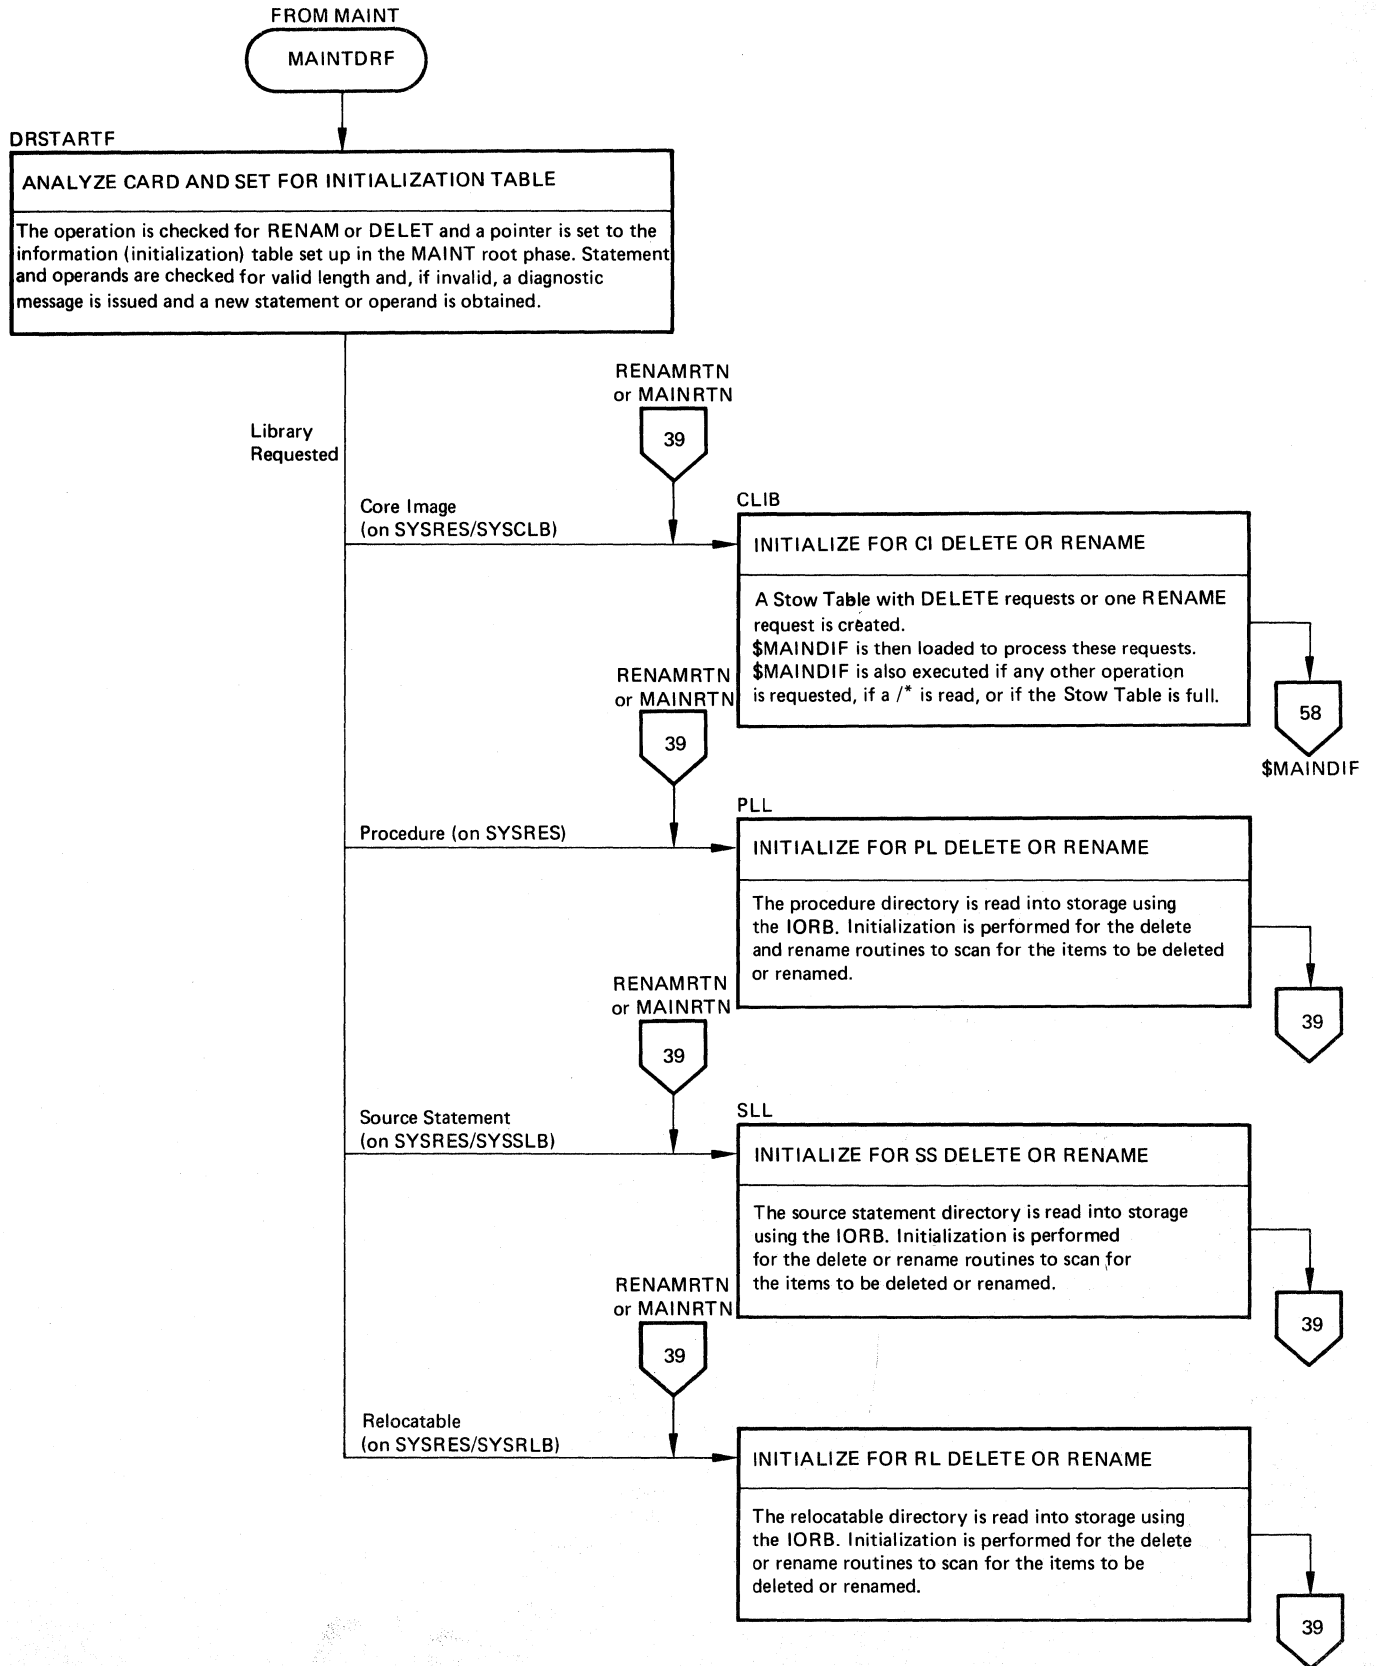 FROM MAINT
MAINTDRF
DRSTARTF
ANALYZE CARD AND SET FOR INITIALIZATION TABLE
The operation is checked for RENAM or DELET and a pointer is set to the
information (initialization) table set up in the MAINT root phase. Statement
and operands are checked for valid length and, if invalid, a diagnostic
message is issued and a new statement or operand is obtained.
RENAMRTN
or MAINRTN
39
Library
Requested
Core Image
(on SYSRES/SYSCLB)
CLIB
INITIALIZE FOR CI DELETE OR RENAME
A Stow Table with DELETE requests or one RENAME
request is created.
$MAINDIF is then loaded to process these requests.
$MAINDIF is also executed if any other operation
is requested, if a /* is read, or if the Stow Table is full.
58
$MAINDIF
RENAMRTN
or MAINRTN
39
Procedure (on SYSRES)
PLL
INITIALIZE FOR PL DELETE OR RENAME
The procedure directory is read into storage using
the IORB. Initialization is performed for the delete
and rename routines to scan for the items to be deleted
or renamed.
39
RENAMRTN
or MAINRTN
39
Source Statement
(on SYSRES/SYSSLB)
SLL
INITIALIZE FOR SS DELETE OR RENAME
The source statement directory is read into storage
using the IORB. Initialization is performed
for the delete or rename routines to scan for
the items to be deleted or renamed.
39
RENAMRTN
or MAINRTN
39
Relocatable
(on SYSRES/SYSRLB)
INITIALIZE FOR RL DELETE OR RENAME
The relocatable directory is read into storage using
the IORB. Initialization is performed for the delete
or rename routines to scan for the items to be
deleted or renamed.
39